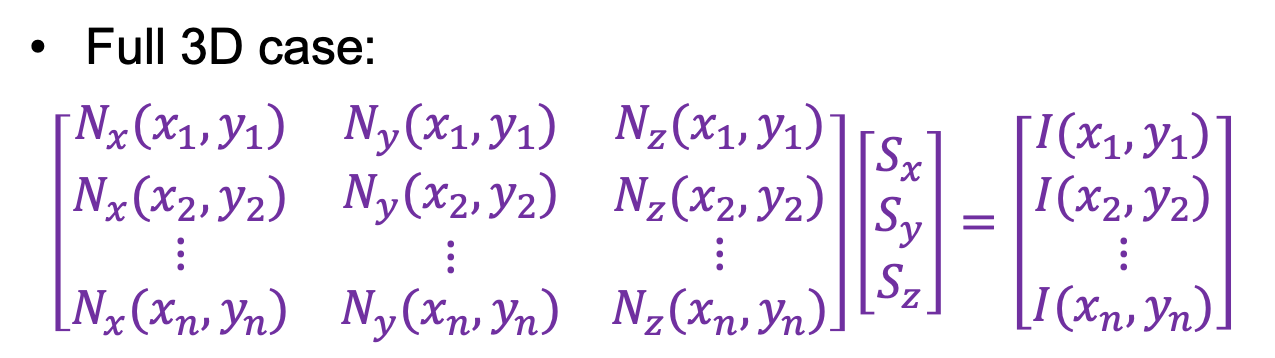 • Full 3D case:
N_x(x_1, y_1) N_y(x_1, y_1) N_z(x_1, y_1)
N_x(x_2, y_2) N_y(x_2, y_2) N_z(x_2, y_2)
⋮ ⋮ ⋮
N_x(x_n, y_n) N_y(x_n, y_n) N_z(x_n, y_n)
S_x
S_y
S_z
=
I(x_1, y_1)
I(x_2, y_2)
⋮
I(x_n, y_n)